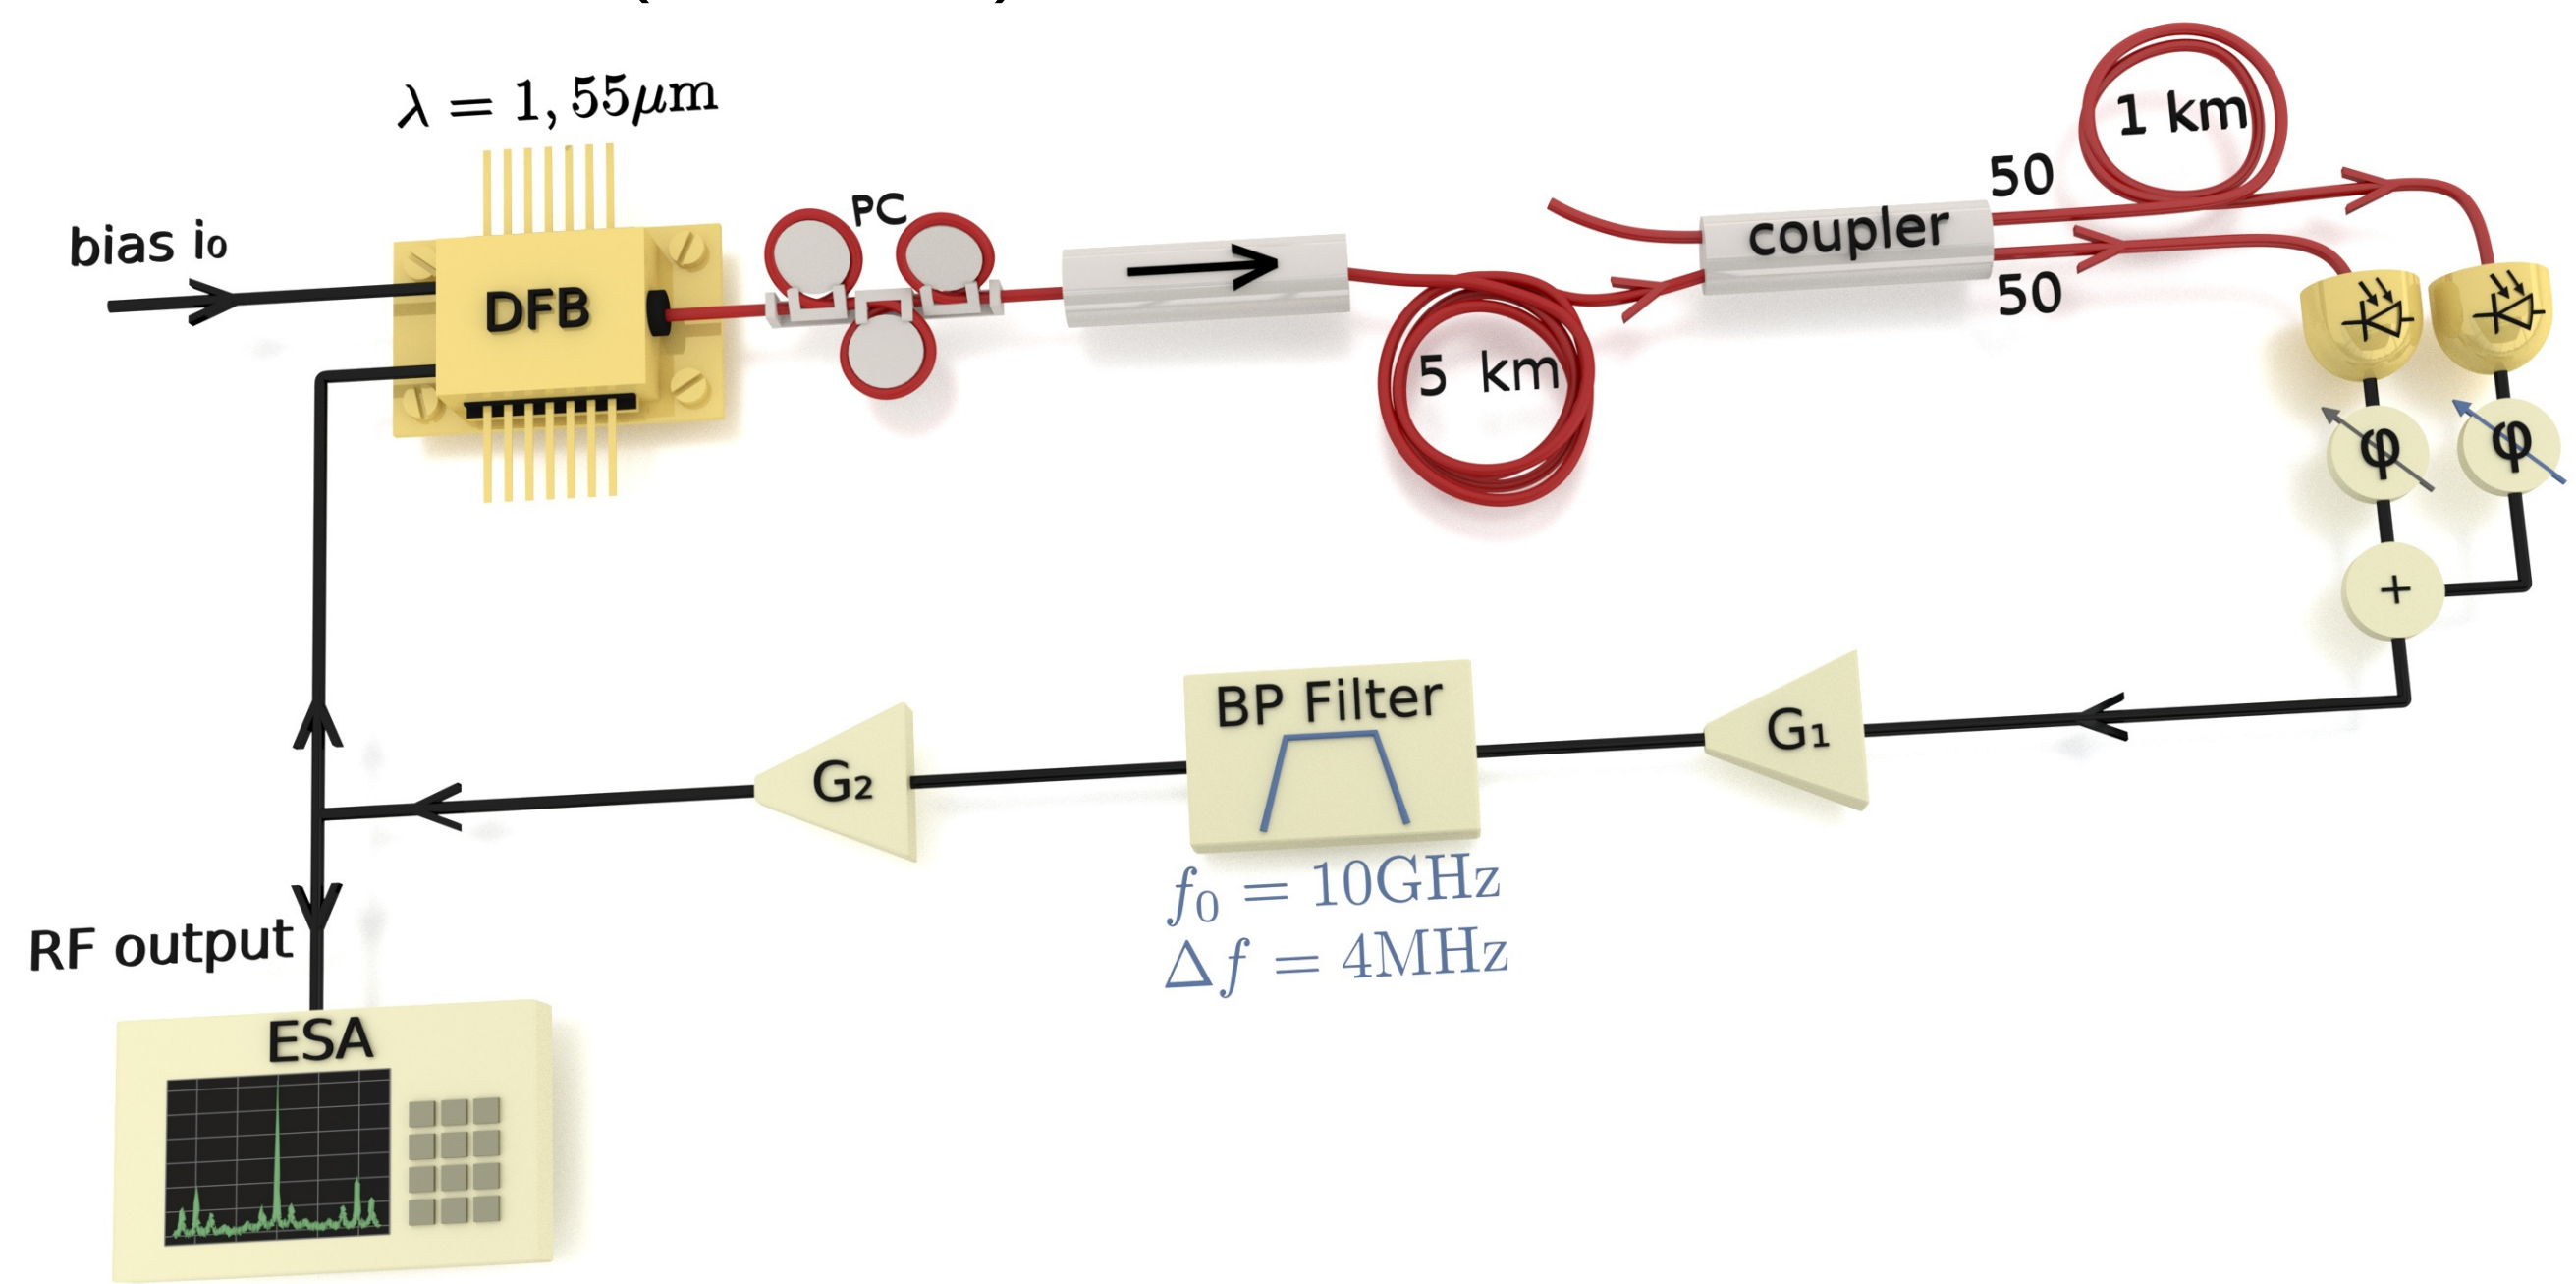 λ = 1,55μm
bias i₀
DFB
PC
5 km
coupler
50
50
1 km
φ
φ
+
G₁
BP Filter
f₀ = 10GHz
Δf = 4MHz
G₂
RF output
ESA